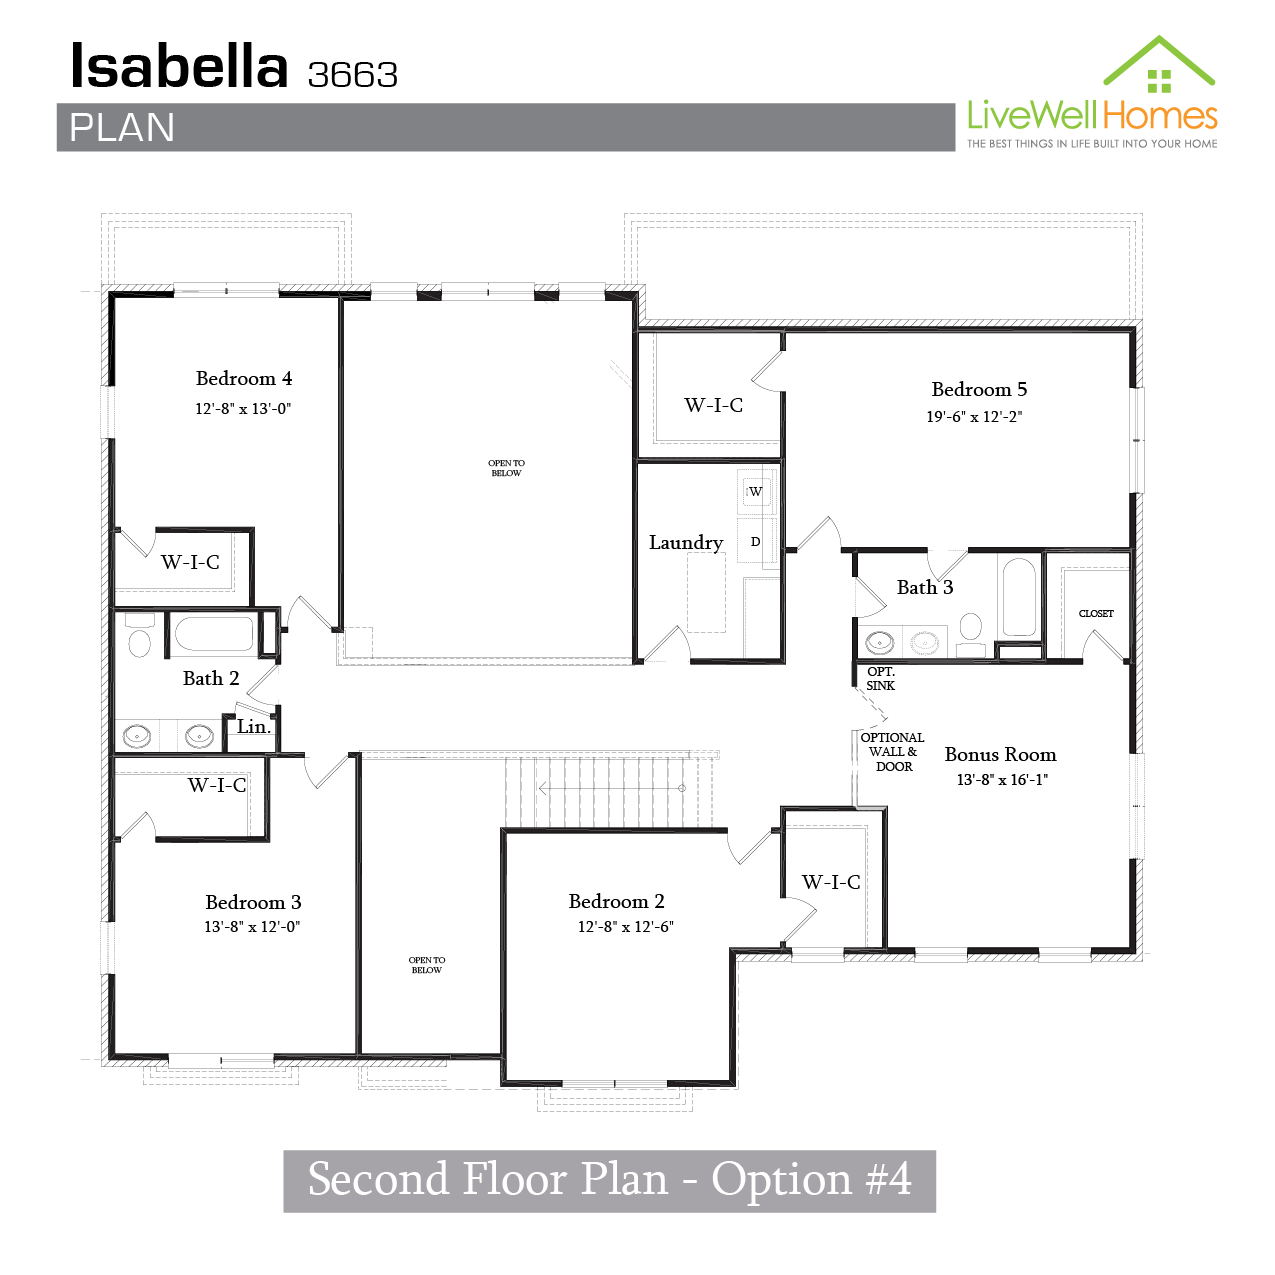 Isabella 3663
PLAN
LiveWellHomes
THE BEST THINGS IN LIFE BUILT INTO YOUR HOME
Bedroom 4
12'-8" x 13'-0"
W-I-C
Bedroom 5
19'-6" x 12'-2"
OPEN TO
BELOW
W
D
Laundry
W-I-C
Bath 3
CLOSET
Bath 2
Lin.
OPT.
SINK
OPTIONAL
WALL &
DOOR
Bonus Room
13'-8" x 16'-1"
W-I-C
W-I-C
Bedroom 3
13'-8" x 12'-0"
Bedroom 2
12'-8" x 12'-6"
OPEN TO
BELOW
Second Floor Plan - Option #4